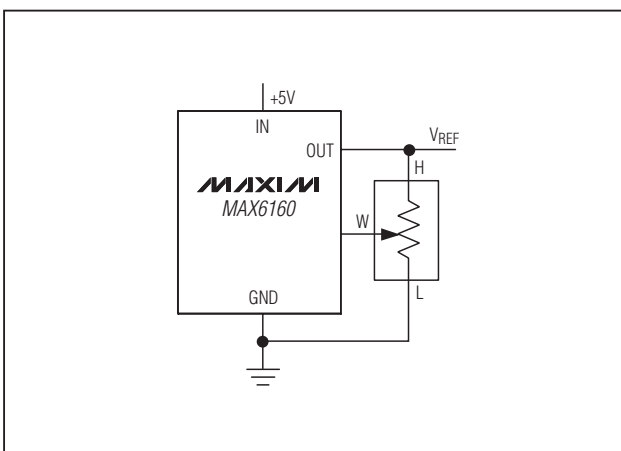 +5V
IN
OUT
VREF
H
MAXIM
MAX6160
W
L
GND